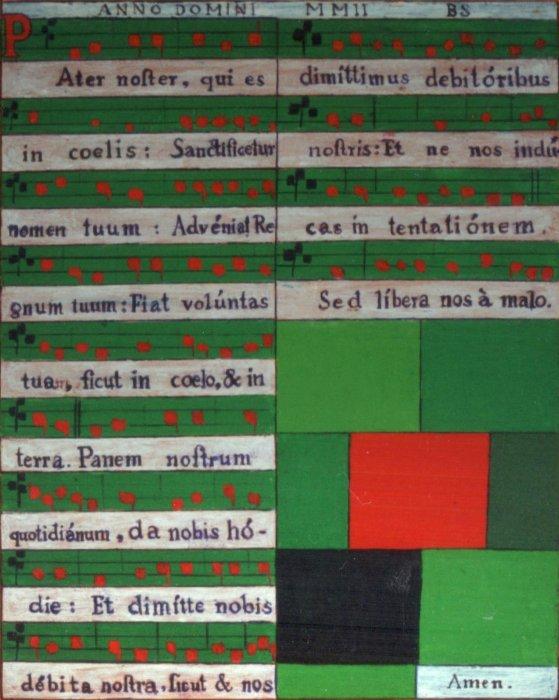 ANNO DOMINI MMII BS
P
Ater noſter, qui es
in coelis: Sanctificetur
nomen tuum : Advéniat Re
gnum tuum: Fiat volúntas
tua, ſicut in coelo, & in
terra. Panem noſtrum
quotidiánum, da nobis hó-
die: Et dimítte nobis
débita noſtra, ſicut & nos
dimíttimus debitóribus
noſtris: Et ne nos indú
cas in tentatiónem.
Sed líbera nos à malo.
Amen.